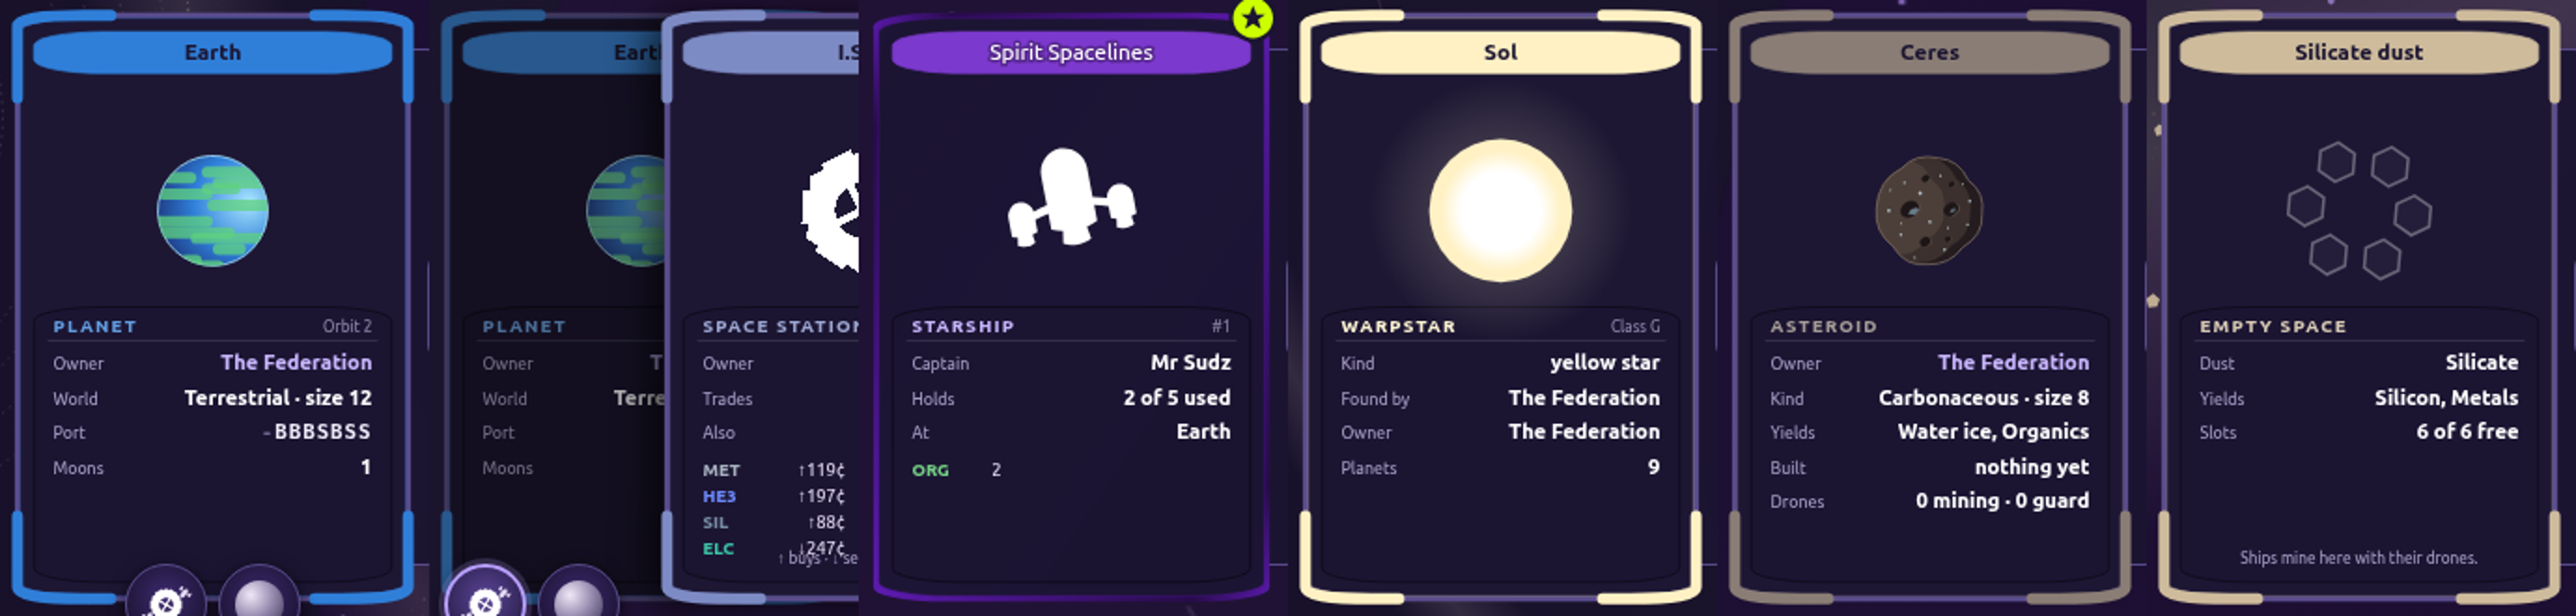 Earth
PLANET Orbit 2
Owner The Federation
World Terrestrial · size 12
Port -BBBSBSS
Moons 1
PLANET
Owner
World
Port
Moons
SPACE STATION
Owner
Trades
Also
MET ↑119¢
HE3 ↑197¢
SIL ↑88¢
ELC ↓247¢
↑ buys · ↓ se
Spirit Spacelines
STARSHIP #1
Captain Mr Sudz
Holds 2 of 5 used
At Earth
ORG 2
Sol
WARPSTAR Class G
Kind yellow star
Found by The Federation
Owner The Federation
Planets 9
Ceres
ASTEROID
Owner The Federation
Kind Carbonaceous · size 8
Yields Water ice, Organics
Built nothing yet
Drones 0 mining · 0 guard
Silicate dust
EMPTY SPACE
Dust Silicate
Yields Silicon, Metals
Slots 6 of 6 free
Ships mine here with their drones.